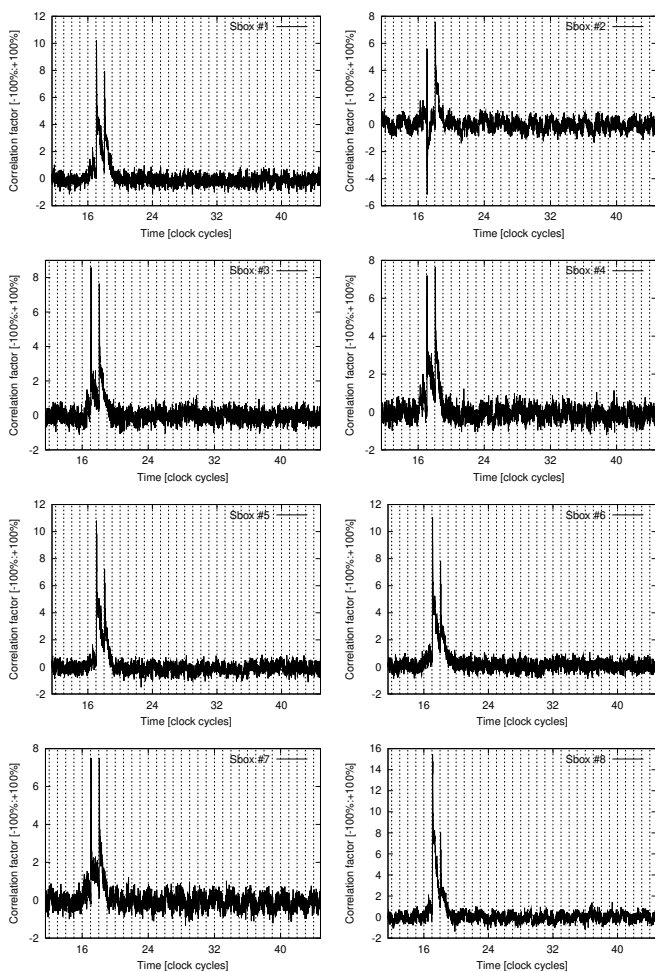 Sbox #1
Correlation factor [-100%:+100%]
12
10
8
6
4
2
0
-2
16 24 32 40
Time [clock cycles]
Sbox #2
Correlation factor [-100%:+100%]
8
6
4
2
0
-2
-4
-6
16 24 32 40
Time [clock cycles]
Sbox #3
Correlation factor [-100%:+100%]
8
6
4
2
0
-2
16 24 32 40
Time [clock cycles]
Sbox #4
Correlation factor [-100%:+100%]
8
6
4
2
0
-2
16 24 32 40
Time [clock cycles]
Sbox #5
Correlation factor [-100%:+100%]
12
10
8
6
4
2
0
-2
16 24 32 40
Time [clock cycles]
Sbox #6
Correlation factor [-100%:+100%]
12
10
8
6
4
2
0
-2
16 24 32 40
Time [clock cycles]
Sbox #7
Correlation factor [-100%:+100%]
8
6
4
2
0
-2
16 24 32 40
Time [clock cycles]
Sbox #8
Correlation factor [-100%:+100%]
16
14
12
10
8
6
4
2
0
-2
16 24 32 40
Time [clock cycles]